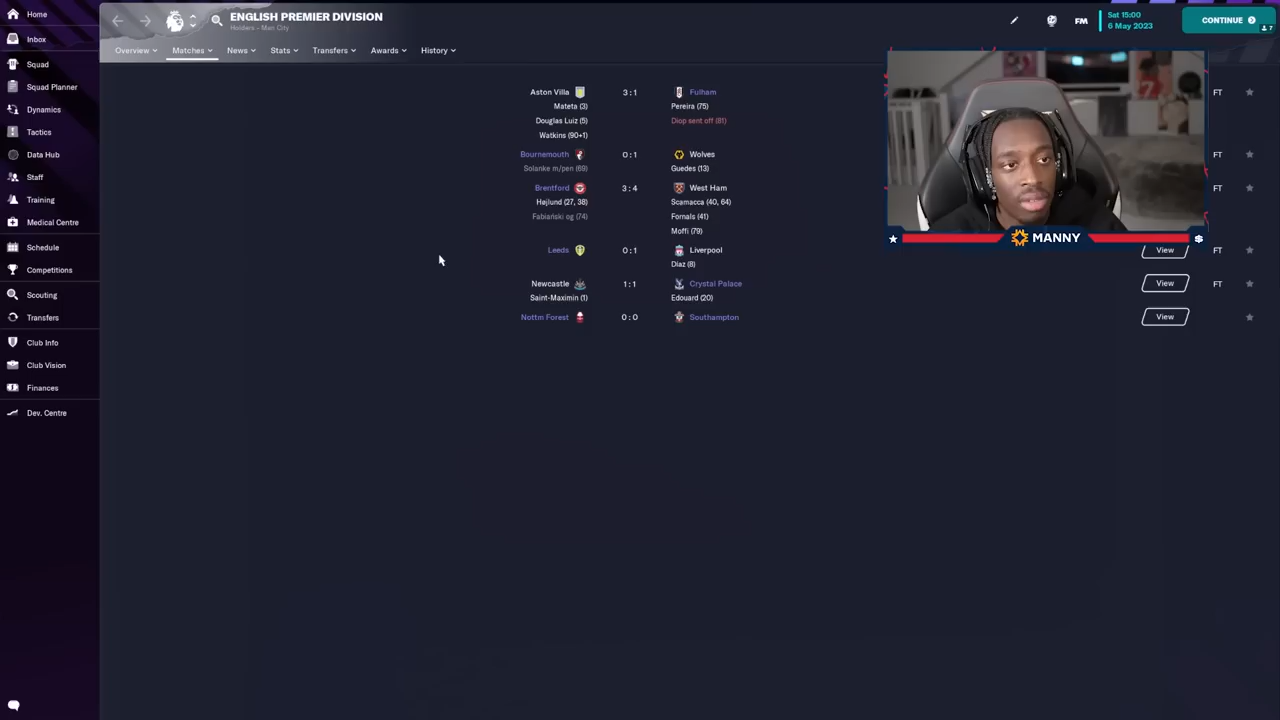 Home
Inbox
Squad
Squad Planner
Dynamics
Tactics
Data Hub
Staff
Training
Medical Centre
Schedule
Competitions
Scouting
Transfers
Club Info
Club Vision
Finances
Dev. Centre
ENGLISH PREMIER DIVISION
Holders - Man City
FM
Sat 15:00
6 May 2023
CONTINUE
7
Overview Matches News Stats Transfers Awards History
Aston Villa 3 : 1 Fulham FT
Mateta (3) Pereira (75)
Douglas Luiz (5) Diop sent off (81)
Watkins (90+1)
Bournemouth 0 : 1 Wolves FT
Solanke m/pen (69) Guedes (13)
Brentford 3 : 4 West Ham FT
Højlund (27, 38) Scamacca (40, 64)
Fabiański og (74) Fornals (41)
Moffi (79)
Leeds 0 : 1 Liverpool View FT
Díaz (8)
Newcastle 1 : 1 Crystal Palace View FT
Saint-Maximin (1) Edouard (20)
Nottm Forest 0 : 0 Southampton View FT
MANNY